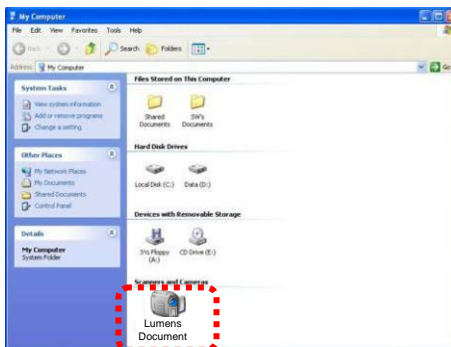 My Computer
File Edit View Favorites Tools Help
Back Search Folders
Address My Computer Go
System Tasks
View system information
Add or remove programs
Change a setting
Other Places
My Network Places
My Documents
Shared Documents
Control Panel
Details
My Computer
System Folder
Files Stored on This Computer
Shared Documents
SW's Documents
Hard Disk Drives
Local Disk (C:) Data (D:)
Devices with Removable Storage
3½ Floppy (A:)
CD Drive (E:)
Scanners and Cameras
Lumens
Document